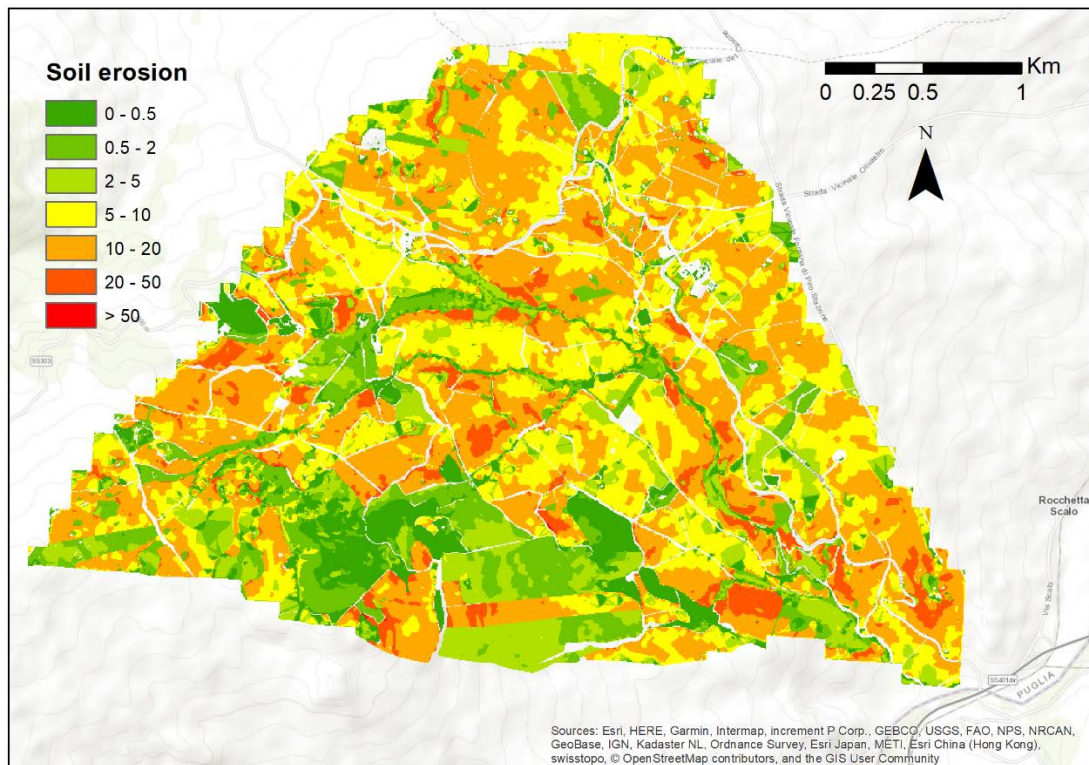 Soil erosion
0 - 0.5
0.5 - 2
2 - 5
5 - 10
10 - 20
20 - 50
> 50
Km
0 0.25 0.5 1
N
Strada Vicinale Olivastro
SS303
Rocchetta
Scalo
Via Scalo
PUGLIA
Sources: Esri, HERE, Garmin, Intermap, increment P Corp., GEBCO, USGS, FAO, NPS, NRCAN,
GeoBase, IGN, Kadaster NL, Ordnance Survey, Esri Japan, METI, Esri China (Hong Kong),
swisstopo, © OpenStreetMap contributors, and the GIS User Community